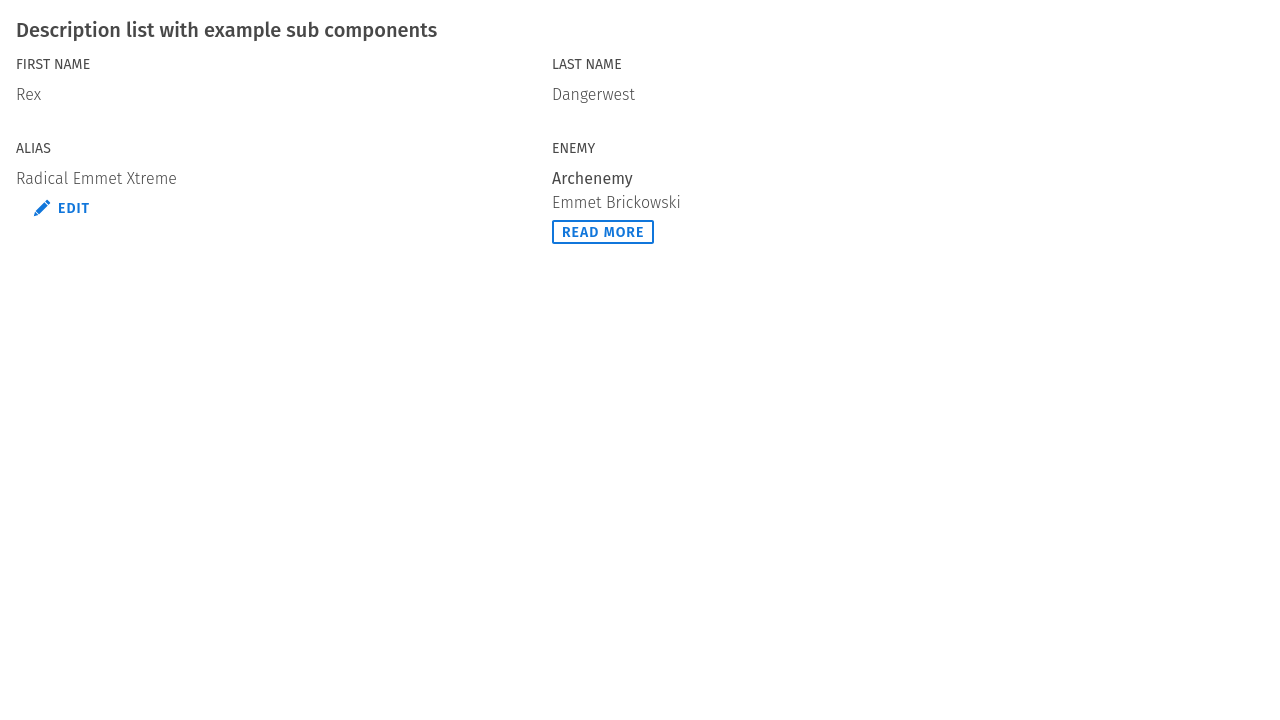 Description list with example sub components
FIRST NAME
Rex
LAST NAME
Dangerwest
ALIAS
Radical Emmet Xtreme
EDIT
ENEMY
Archenemy
Emmet Brickowski
READ MORE